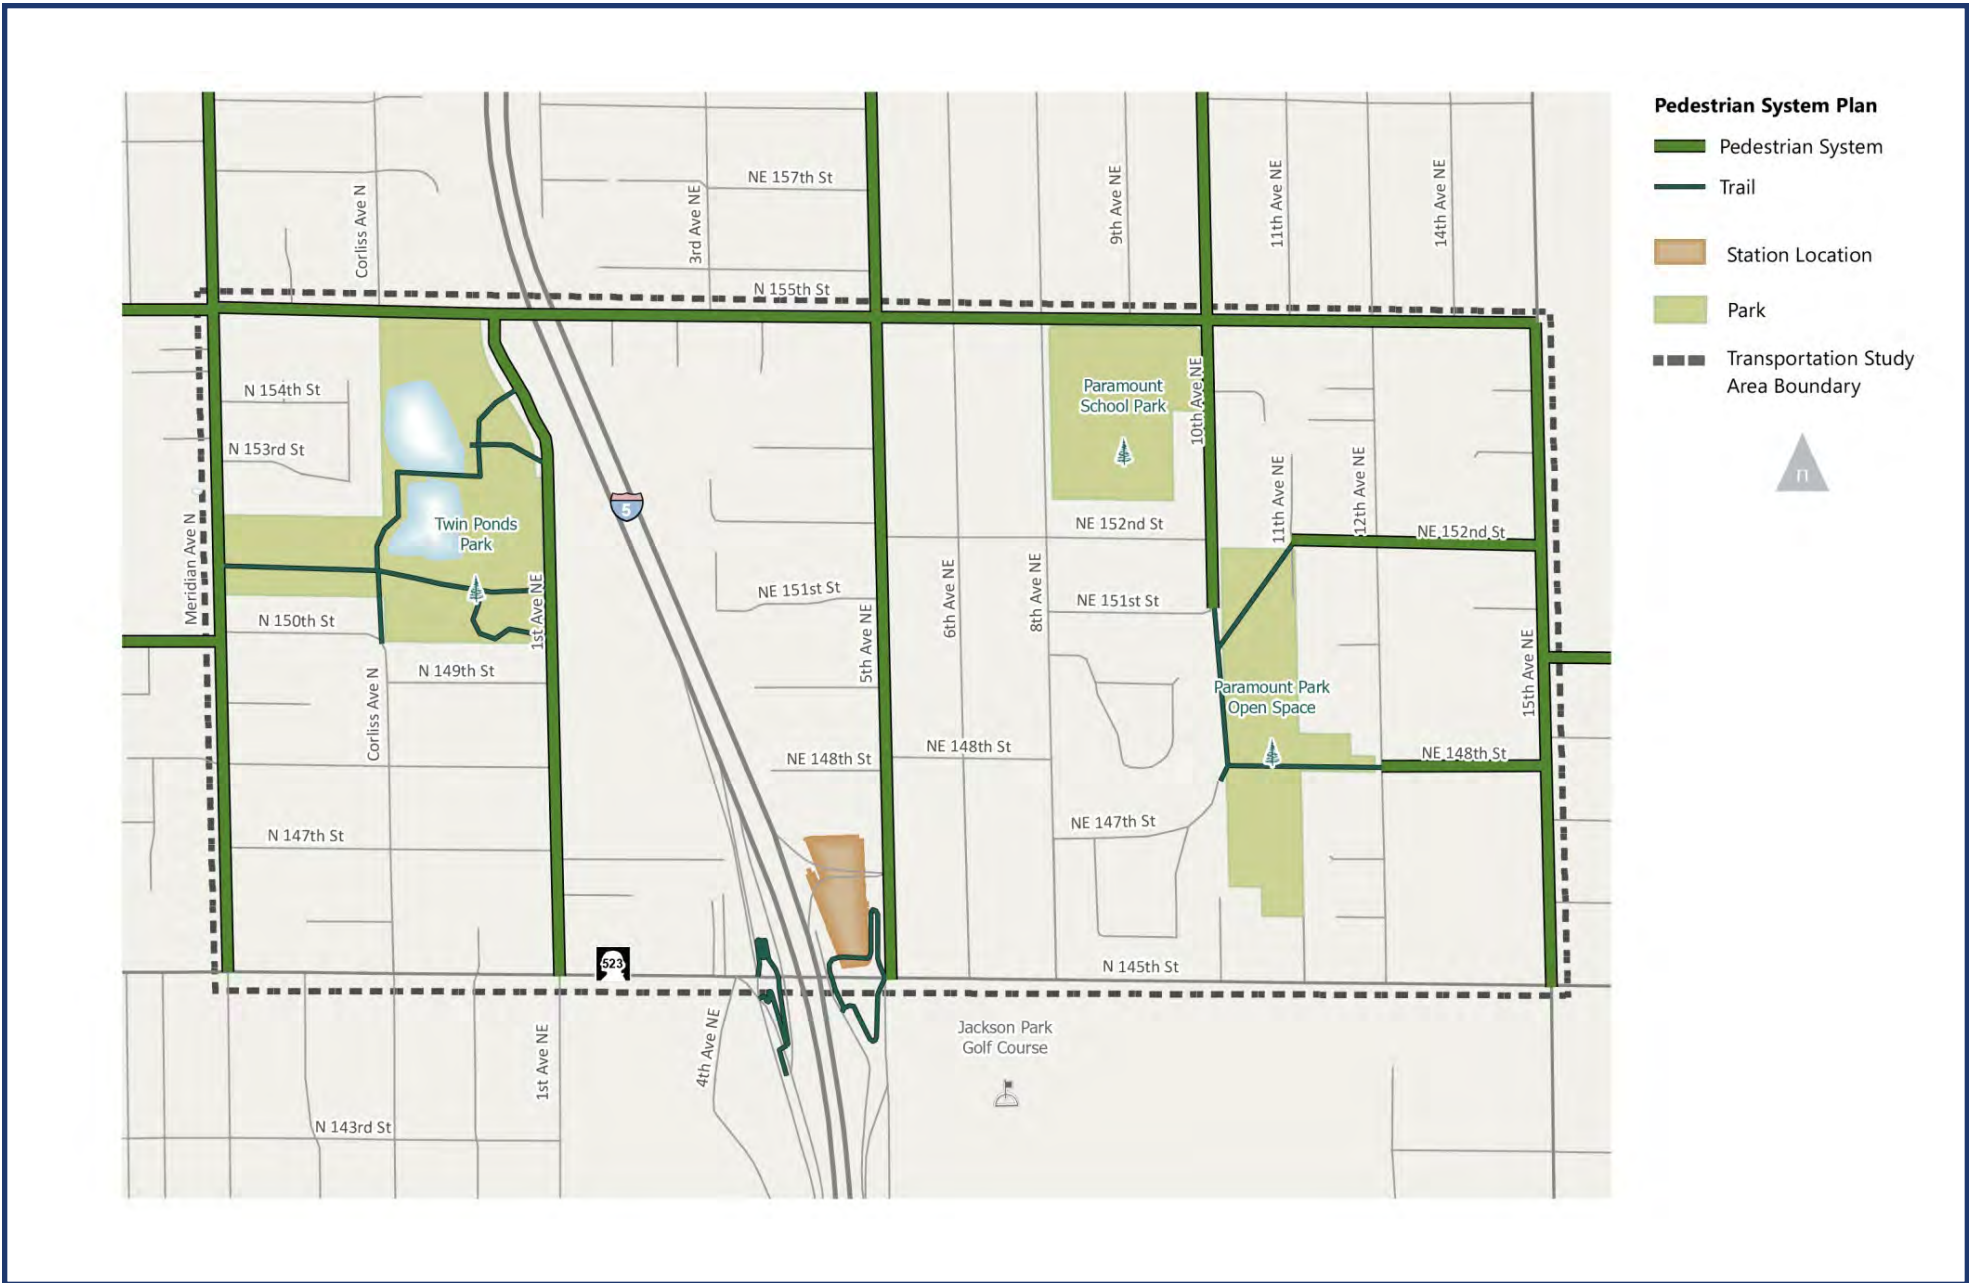 Pedestrian System Plan
Pedestrian System
Trail
Station Location
Park
Transportation Study
Area Boundary
n
Corliss Ave N
3rd Ave NE
NE 157th St
9th Ave NE
11th Ave NE
14th Ave NE
N 155th St
N 154th St
N 153rd St
Meridian Ave N
Twin Ponds
Park
5
Paramount
School Park
10th Ave NE
NE 152nd St
11th Ave NE
12th Ave NE
NE 152nd St
N 150th St
1st Ave NE
NE 151st St
5th Ave NE
6th Ave NE
8th Ave NE
NE 151st St
15th Ave NE
N 149th St
Corliss Ave N
Paramount Park
Open Space
NE 148th St
NE 148th St
NE 148th St
N 147th St
NE 147th St
523
N 145th St
1st Ave NE
4th Ave NE
Jackson Park
Golf Course
N 143rd St